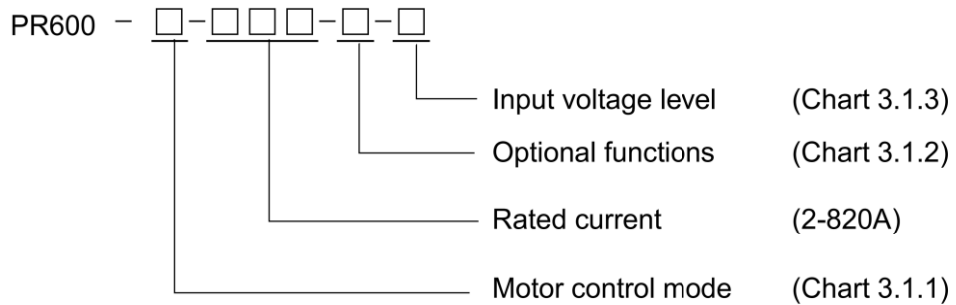 PR600 - □-□□□-□-□
Input voltage level (Chart 3.1.3)
Optional functions (Chart 3.1.2)
Rated current (2-820A)
Motor control mode (Chart 3.1.1)